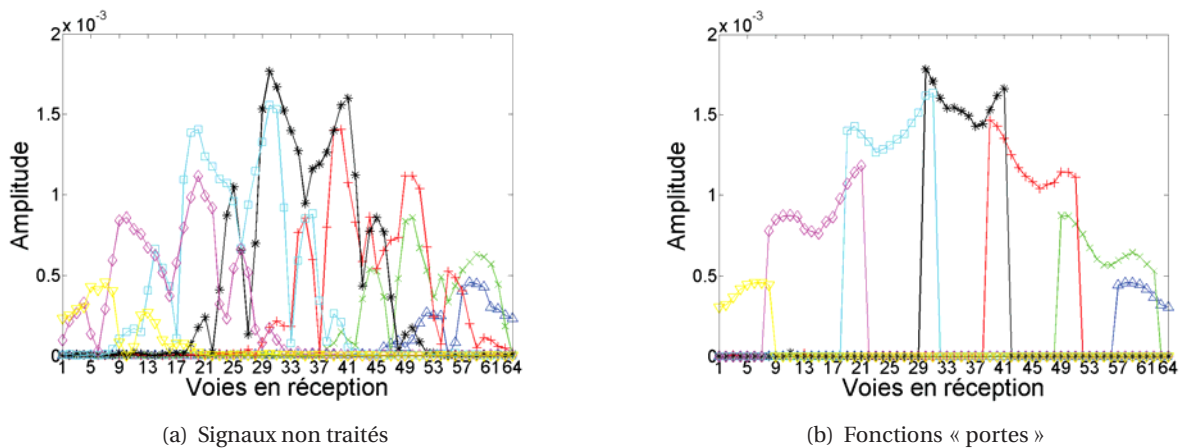 2 x 10-3
1.5
1
0.5
0
Amplitude
1 5 9 13 17 21 25 29 33 37 41 45 49 53 57 61 64
Voies en réception
(a) Signaux non traités
2 x 10-3
1.5
1
0.5
0
Amplitude
1 5 9 13 17 21 25 29 33 37 41 45 49 53 57 61 64
Voies en réception
(b) Fonctions « portes »